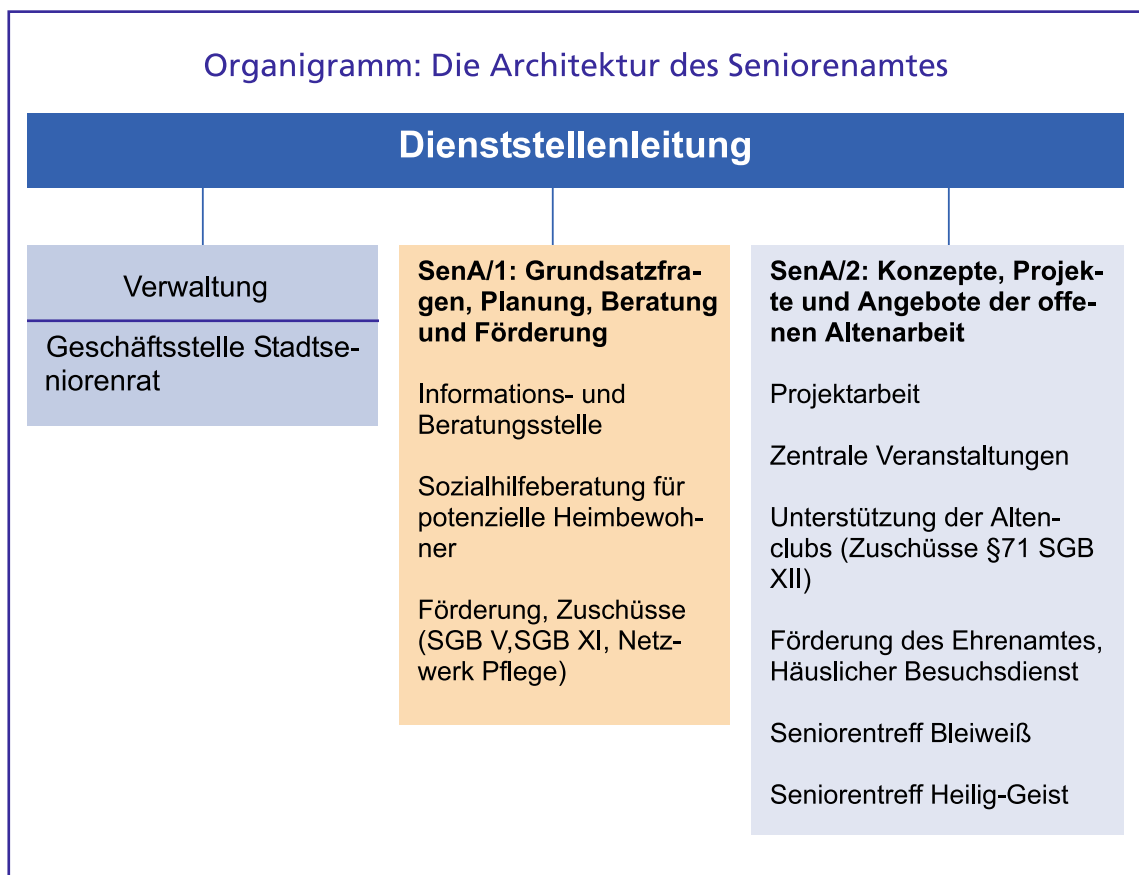 Organigramm: Die Architektur des Seniorenamtes
Dienststellenleitung
Verwaltung
Geschäftsstelle Stadtse-
niorenrat
SenA/1: Grundsatzfra-
gen, Planung, Beratung
und Förderung
Informations- und
Beratungsstelle
Sozialhilfeberatung für
potenzielle Heimbewoh-
ner
Förderung, Zuschüsse
(SGB V,SGB XI, Netz-
werk Pflege)
SenA/2: Konzepte, Projek-
te und Angebote der offe-
nen Altenarbeit
Projektarbeit
Zentrale Veranstaltungen
Unterstützung der Alten-
clubs (Zuschüsse §71 SGB
XII)
Förderung des Ehrenamtes,
Häuslicher Besuchsdienst
Seniorentreff Bleiweiß
Seniorentreff Heilig-Geist